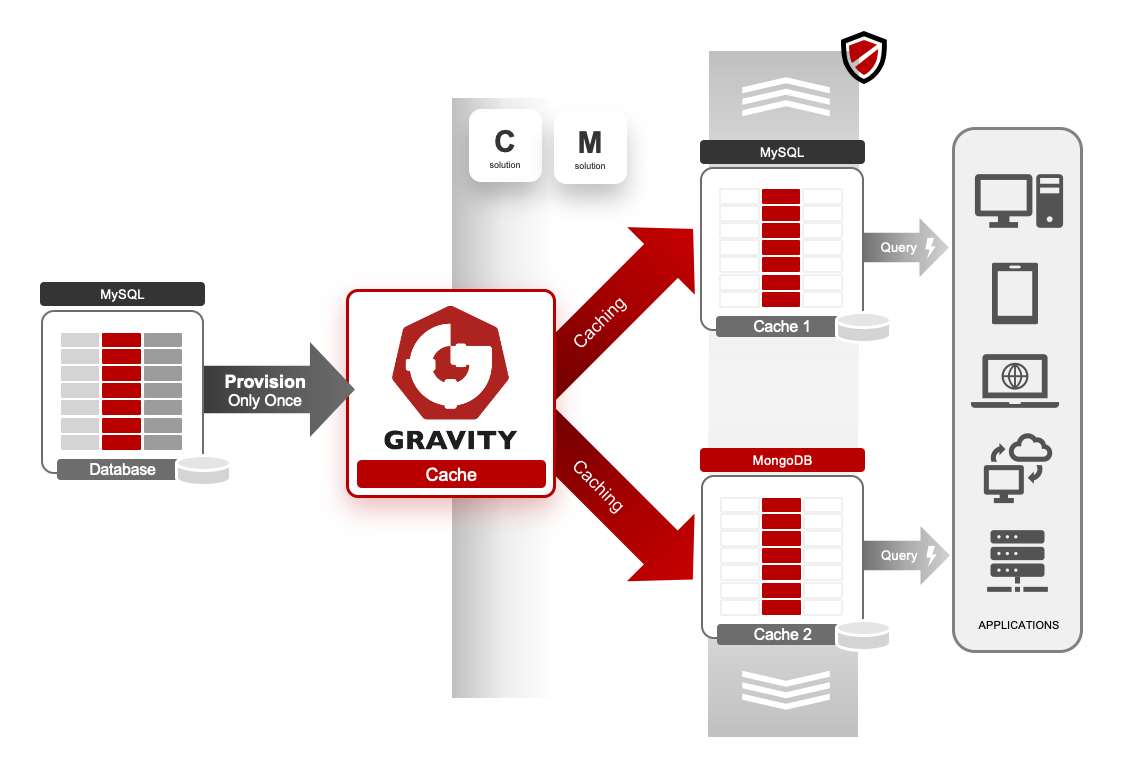 MySQL
Database
Provision
Only Once
GRAVITY
Cache
C
solution
M
solution
Caching
Caching
MySQL
Cache 1
Query
MongoDB
Cache 2
Query
APPLICATIONS